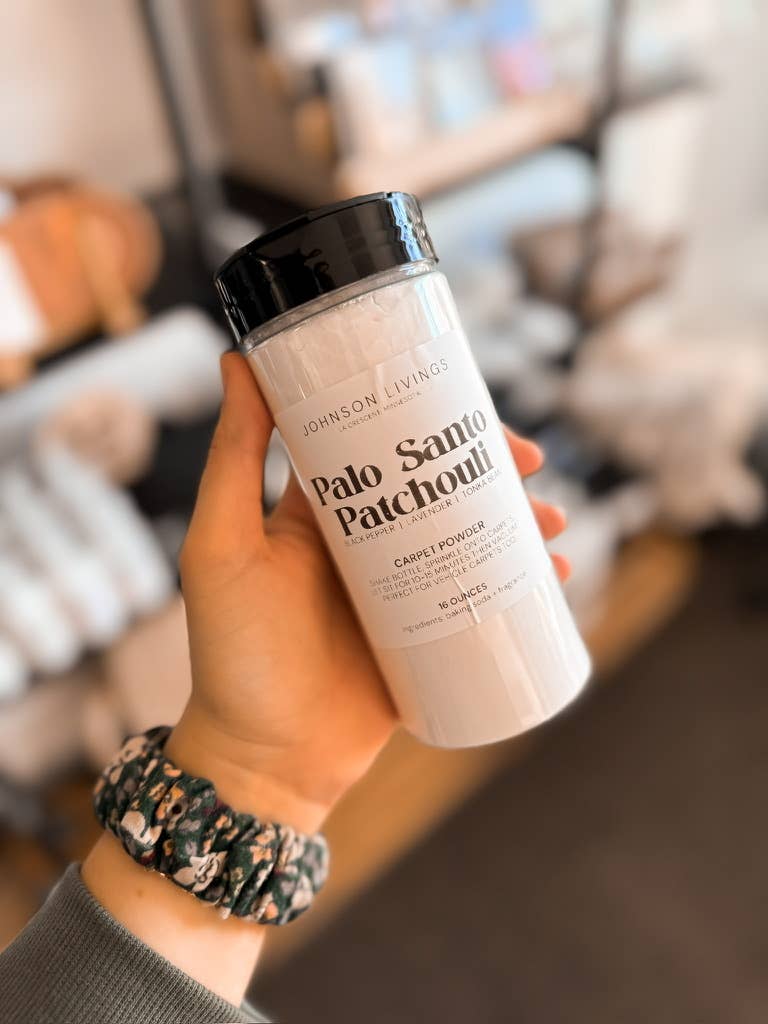 JOHNSON LIVINGS
LA CRESCENT, MINNESOTA
Palo Santo
Patchouli
BLACK PEPPER | LAVENDER | TONKA BEAN
CARPET POWDER
SHAKE BOTTLE, SPRINKLE ONTO CARPETS,
LET SIT FOR 10-15 MINUTES THEN VACUUM.
PERFECT FOR VEHICLE CARPETS TOO!
16 OUNCES
ingredients: baking soda + fragrance